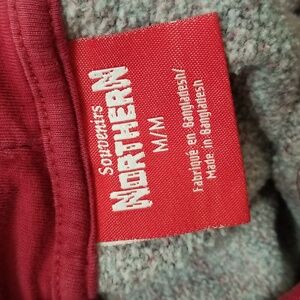 Souvenirs
NORTHERN
M/M
Fabriqué en Bangladesh/
Made in Bangladesh